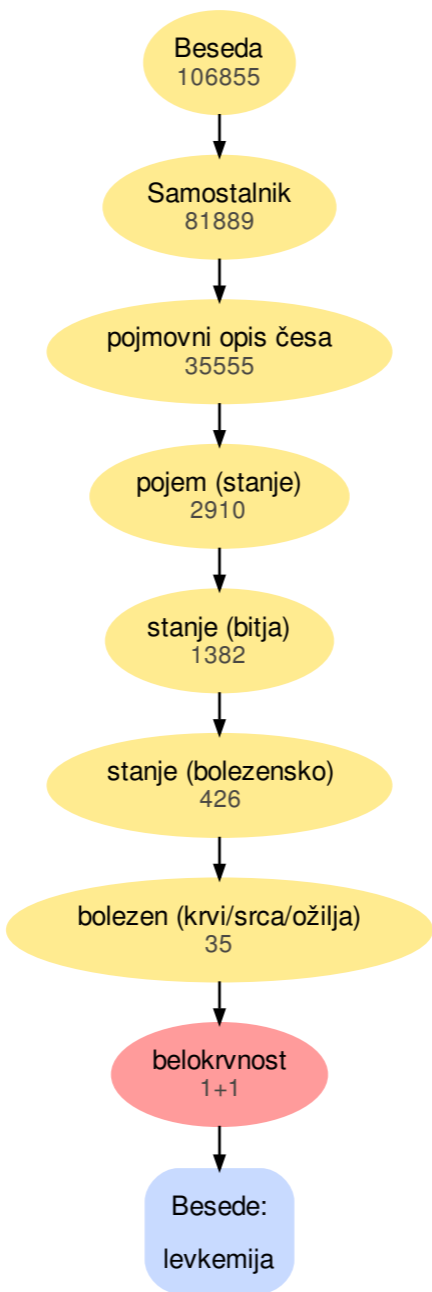 Beseda
106855
Samostalnik
81889
pojmovni opis česa
35555
pojem (stanje)
2910
stanje (bitja)
1382
stanje (bolezensko)
426
bolezen (krvi/srca/ožilja)
35
belokrvnost
1+1
Besede:
levkemija